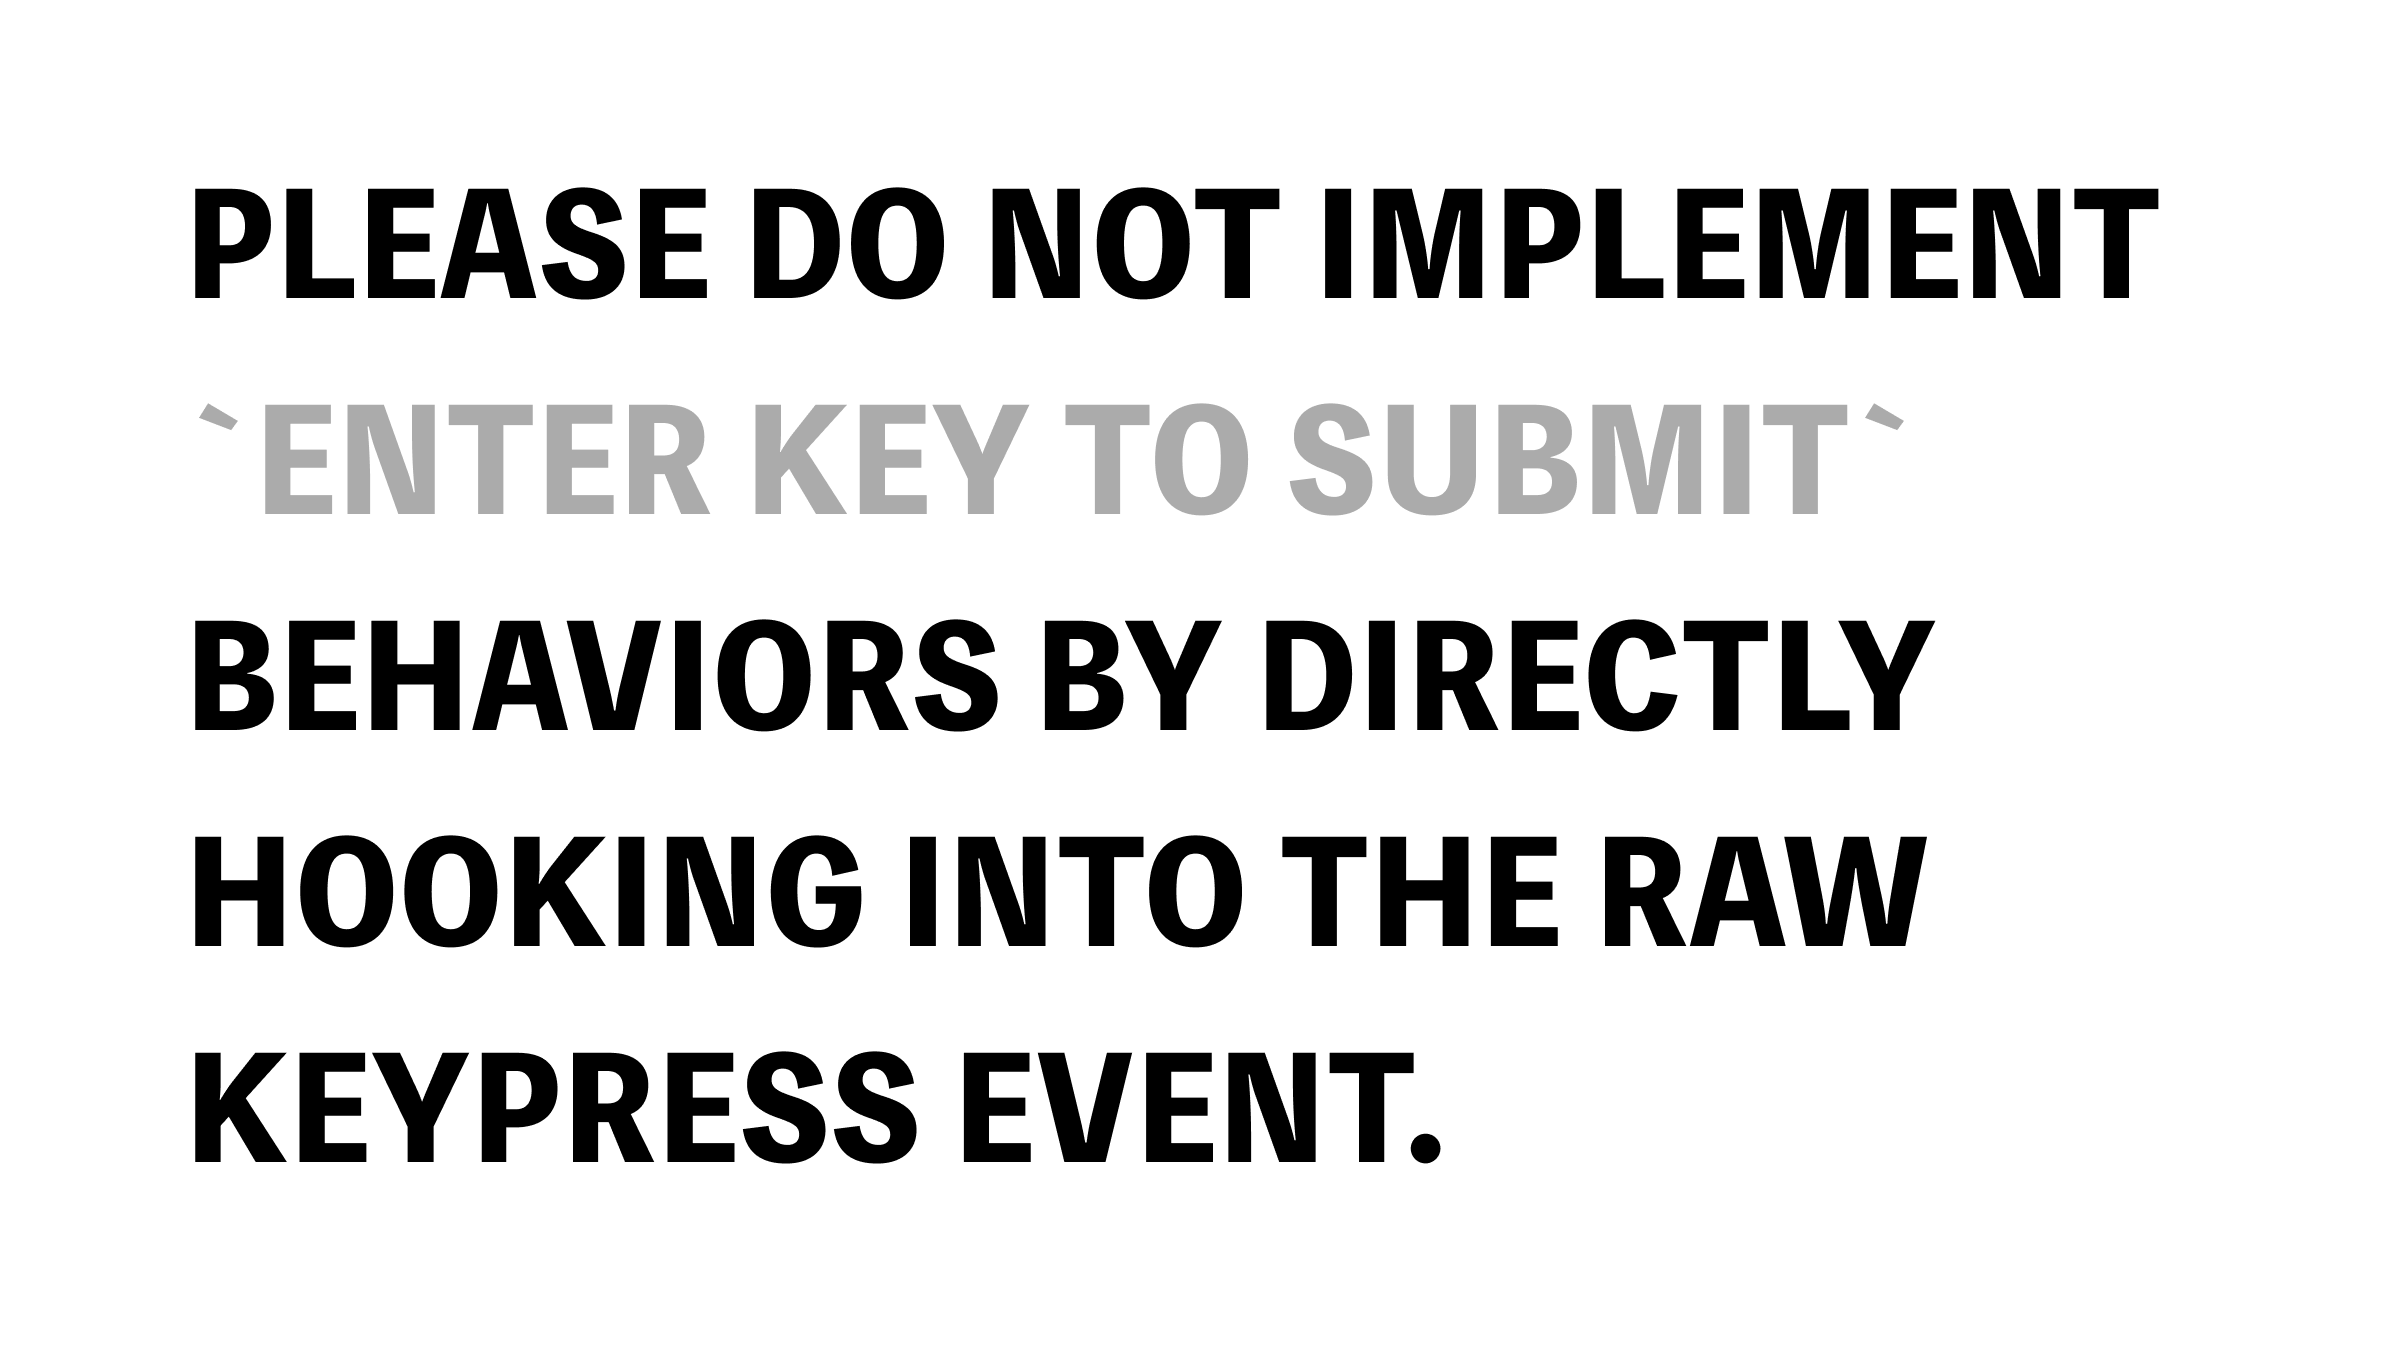 PLEASE DO NOT IMPLEMENT
`ENTER KEY TO SUBMIT`
BEHAVIORS BY DIRECTLY
HOOKING INTO THE RAW
KEYPRESS EVENT.